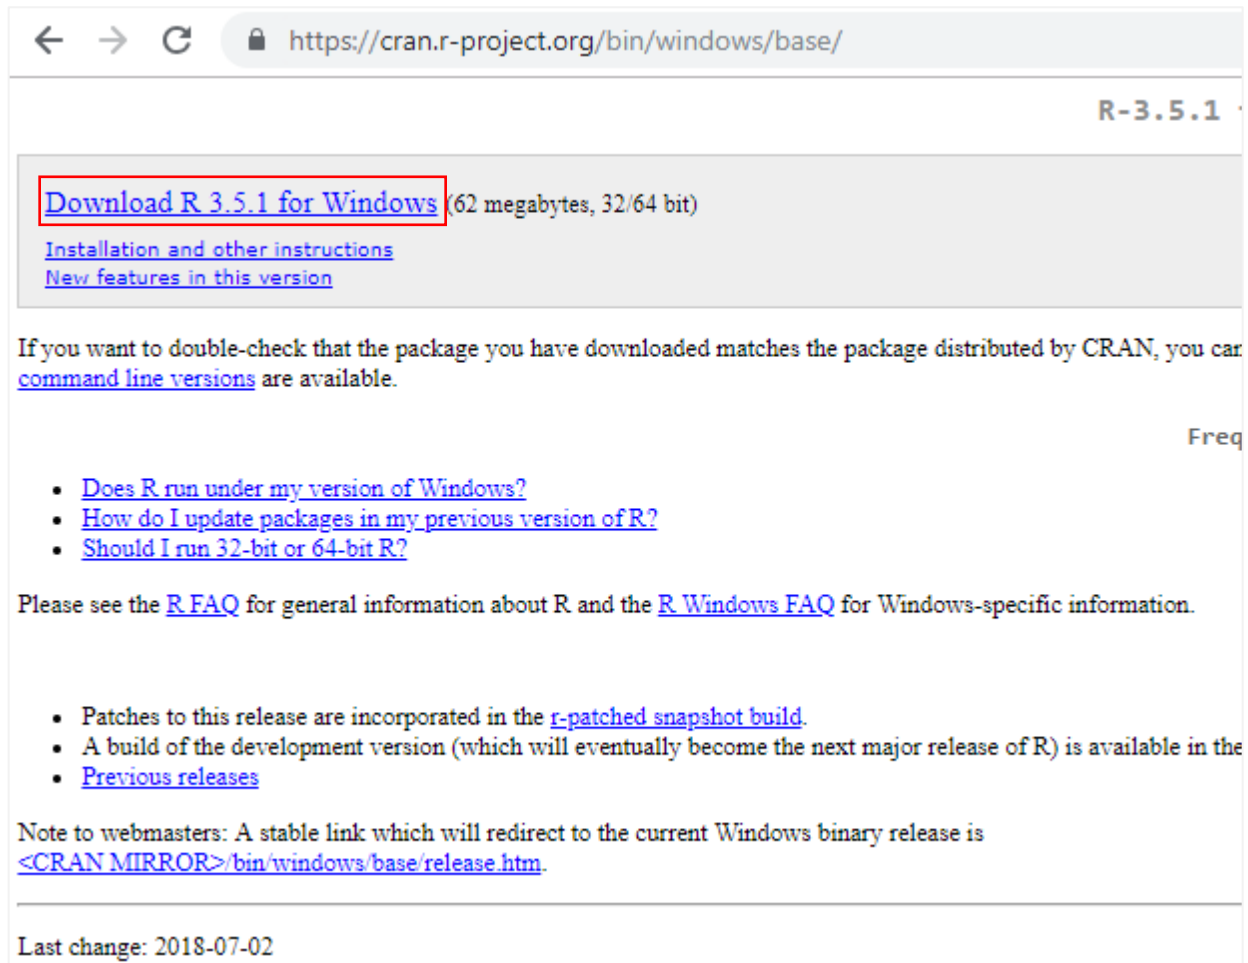 https://cran.r-project.org/bin/windows/base/
R-3.5.1
Download R 3.5.1 for Windows (62 megabytes, 32/64 bit)
Installation and other instructions
New features in this version
If you want to double-check that the package you have downloaded matches the package distributed by CRAN, you can
command line versions are available.
Freq
• Does R run under my version of Windows?
• How do I update packages in my previous version of R?
• Should I run 32-bit or 64-bit R?
Please see the R FAQ for general information about R and the R Windows FAQ for Windows-specific information.
• Patches to this release are incorporated in the r-patched snapshot build.
• A build of the development version (which will eventually become the next major release of R) is available in the
• Previous releases
Note to webmasters: A stable link which will redirect to the current Windows binary release is
<CRAN MIRROR>/bin/windows/base/release.htm.
Last change: 2018-07-02